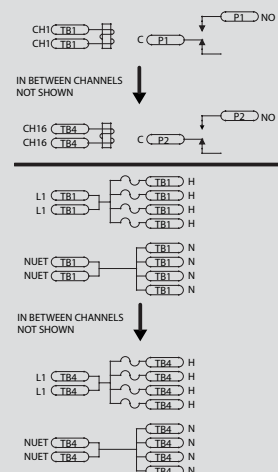 P1 NO
CH1 TB1
CH1 TB1
C P1
IN BETWEEN CHANNELS
NOT SHOWN
P2 NO
CH16 TB4
CH16 TB4
C P2
TB1 H
L1 TB1 TB1 H
L1 TB1 TB1 H
TB1 H
TB1 N
NUET TB1 TB1 N
NUET TB1 TB1 N
TB1 N
IN BETWEEN CHANNELS
NOT SHOWN
TB4 H
L1 TB4 TB4 H
L1 TB4 TB4 H
TB4 H
TB4 N
NUET TB4 TB4 N
NUET TB4 TB4 N
TB4 N